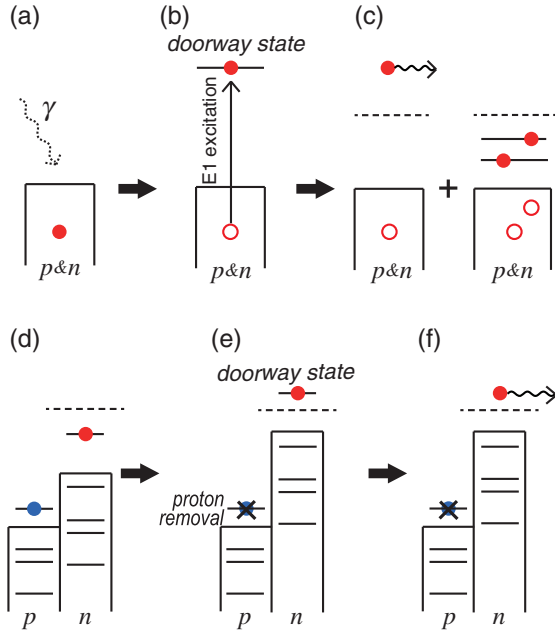 (a)
(b)
(c)
doorway state
γ
E1 excitation
+
p&n
p&n
p&n
p&n
(d)
(e)
(f)
doorway state
proton
removal
p
n
p
n
p
n